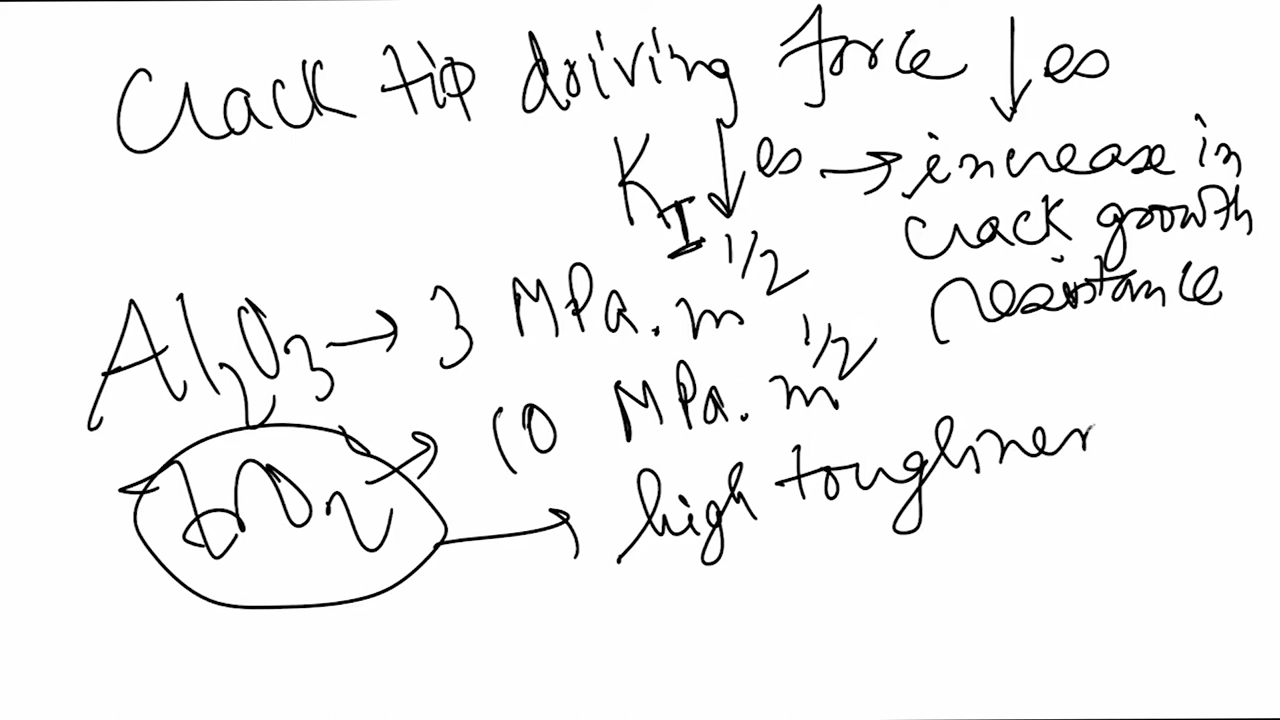 Crack tip driving force ↓ es
K_I ↓ es → increase in
crack growth
resistance
Al2O3 → 3 MPa.m^1/2
ZrO2 → 10 MPa.m^1/2
→ high toughness